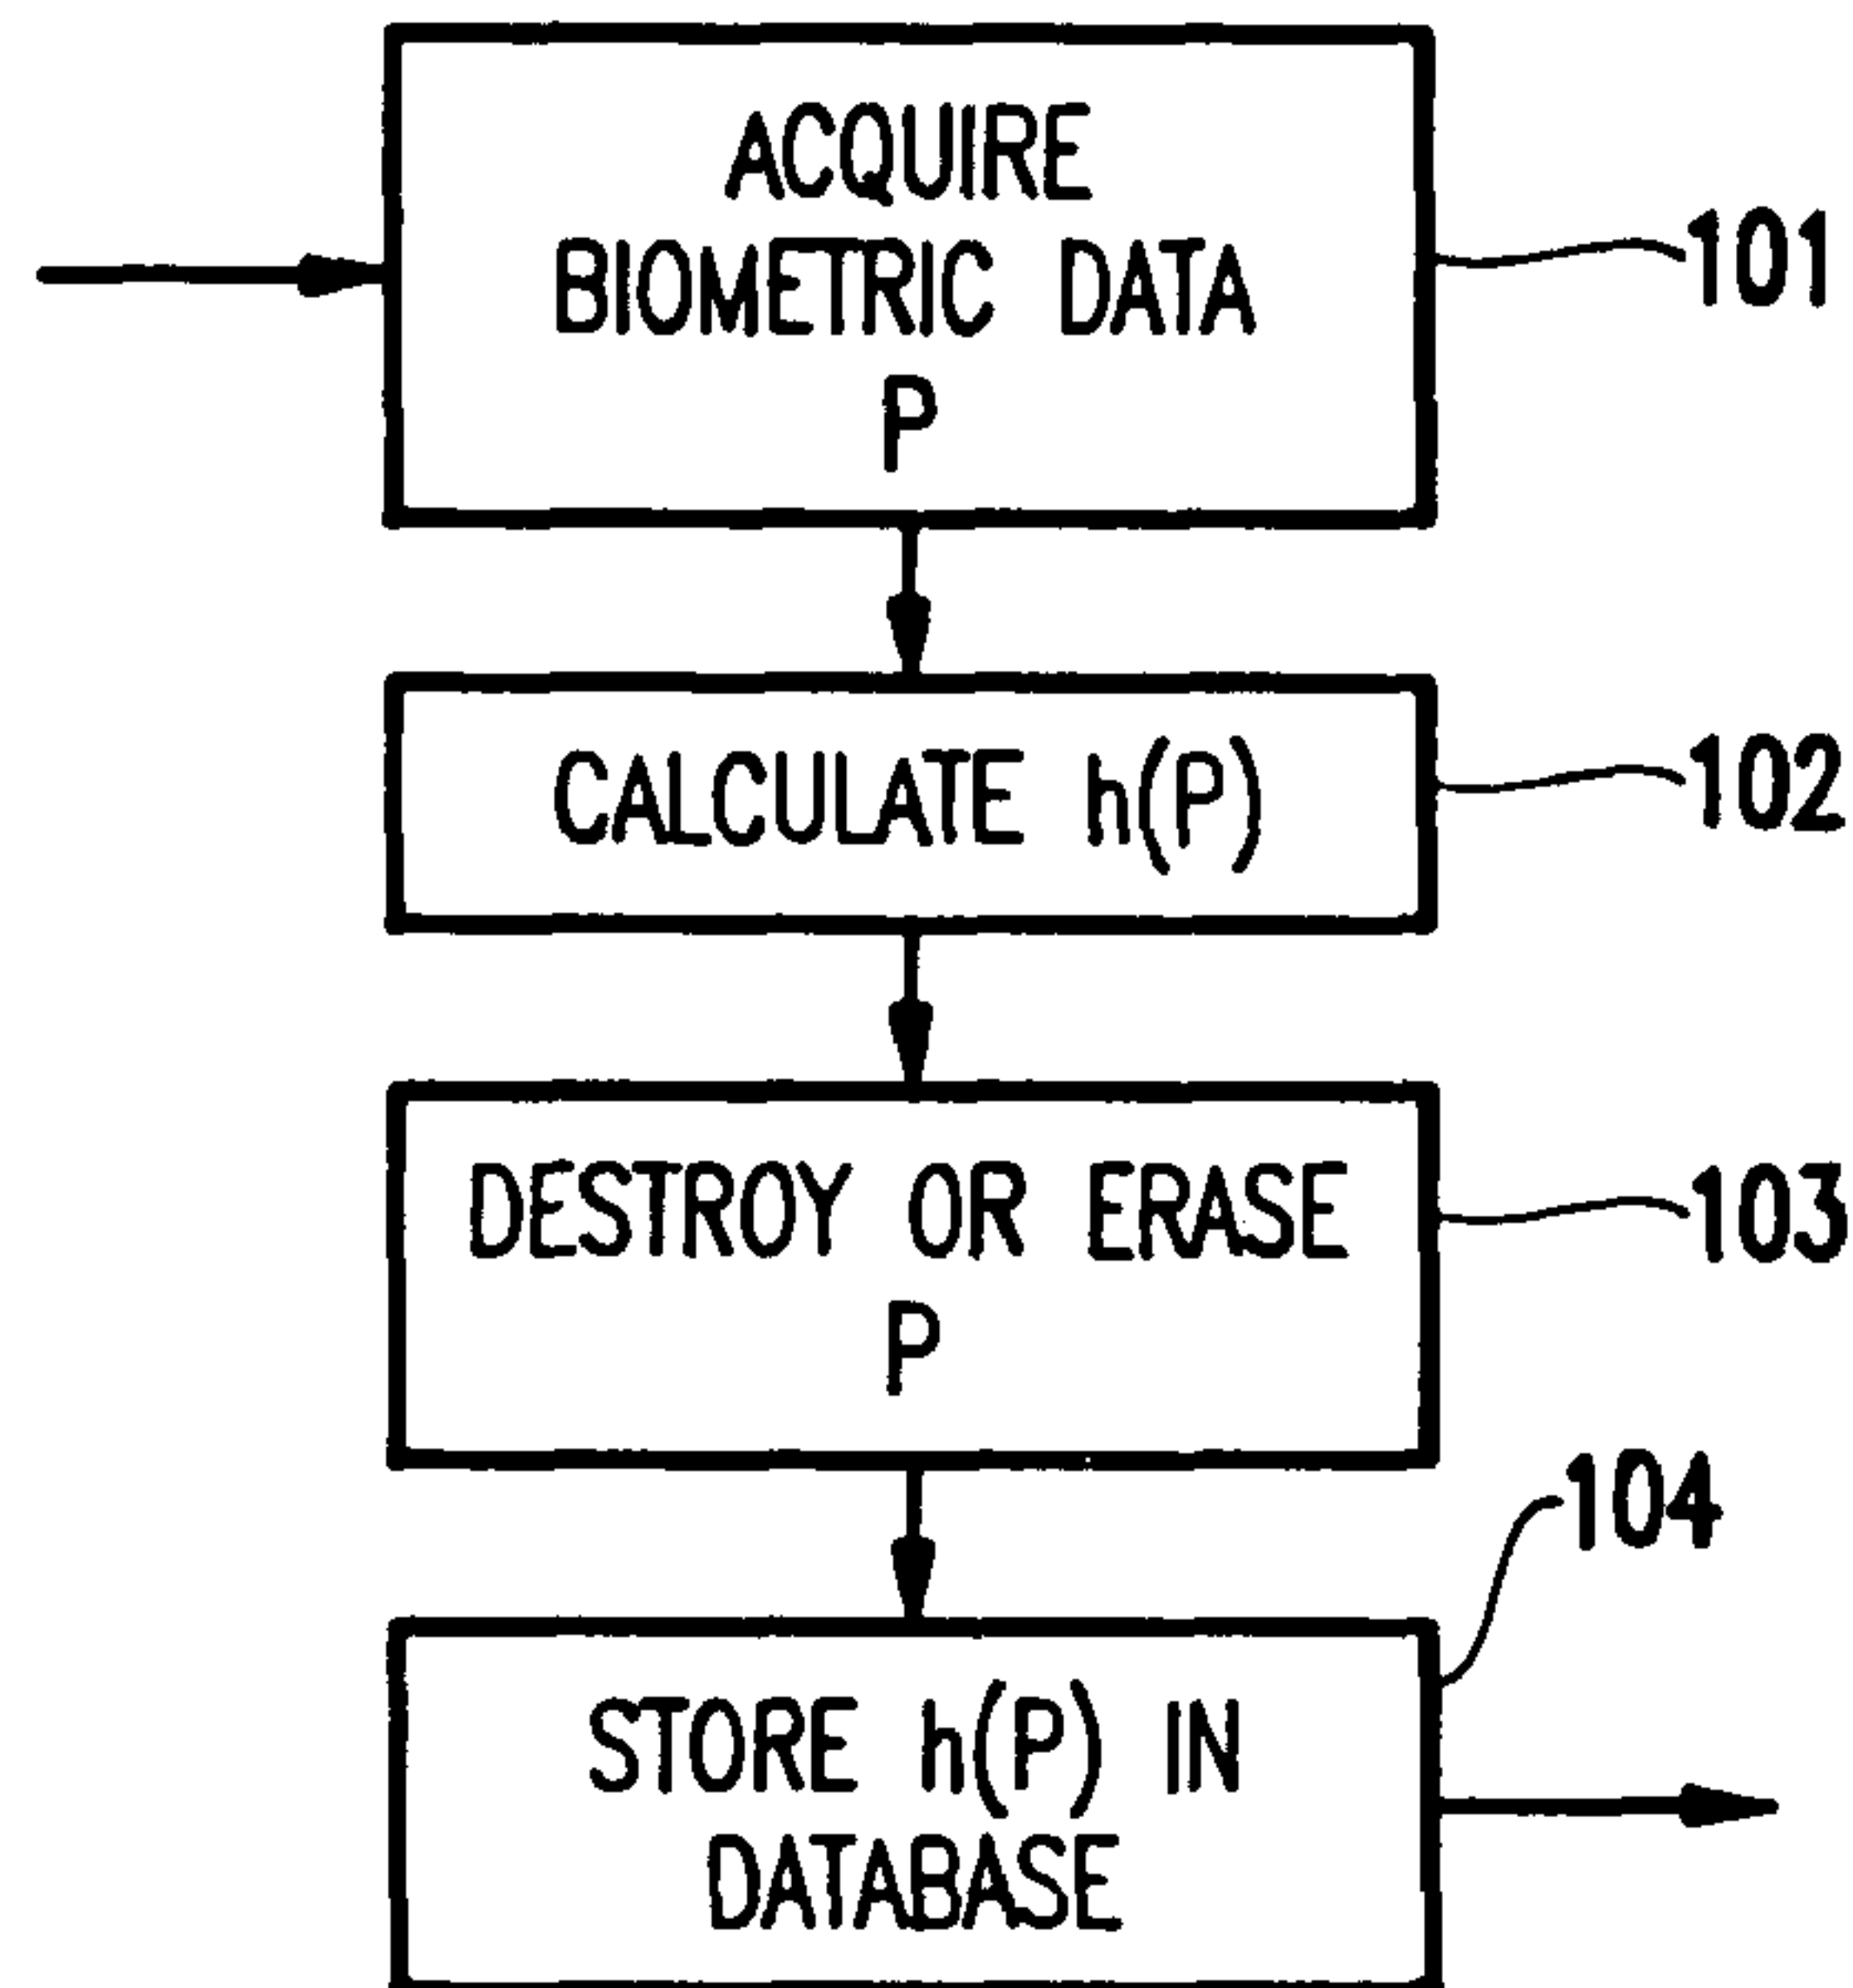 ACQUIRE
BIOMETRIC DATA
P
101
CALCULATE h(P)
102
DESTROY OR ERASE
P
103
104
STORE h(P) IN
DATABASE